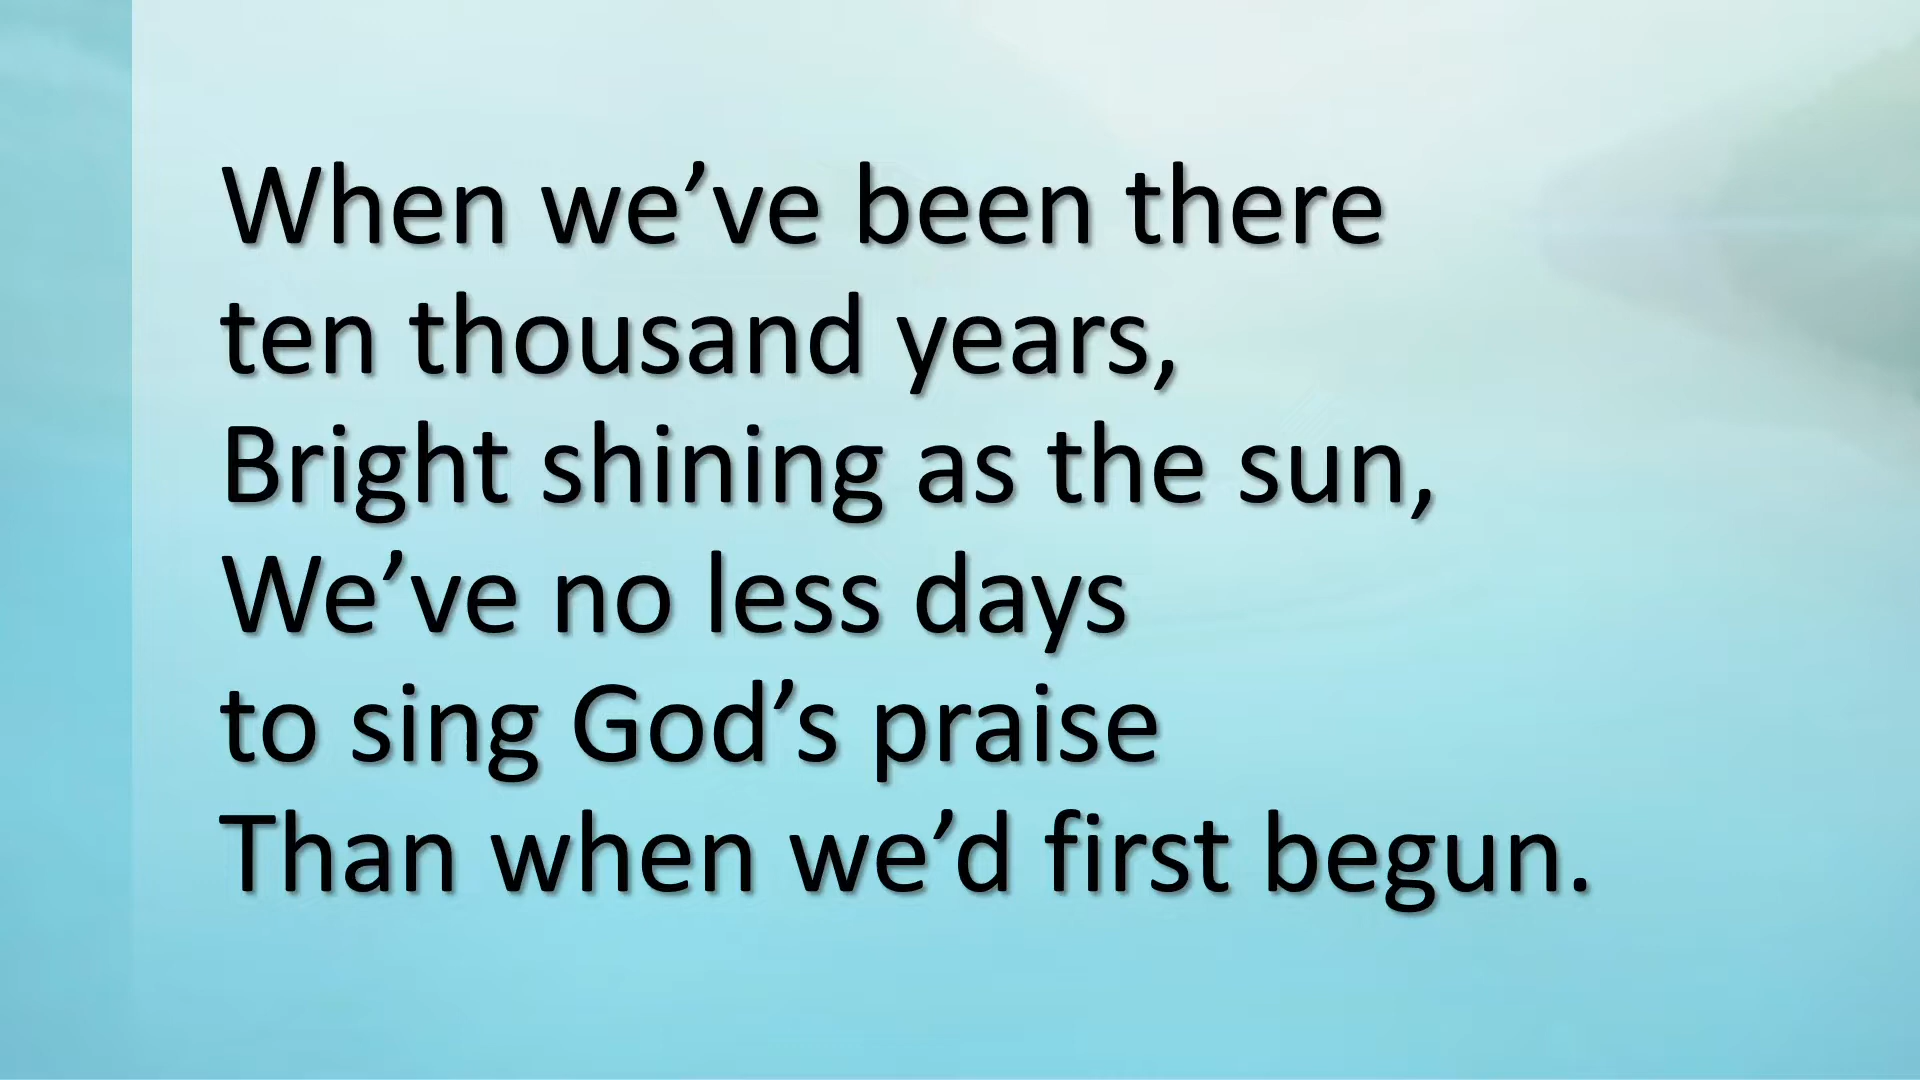 When we’ve been there
ten thousand years,
Bright shining as the sun,
We’ve no less days
to sing God’s praise
Than when we’d first begun.